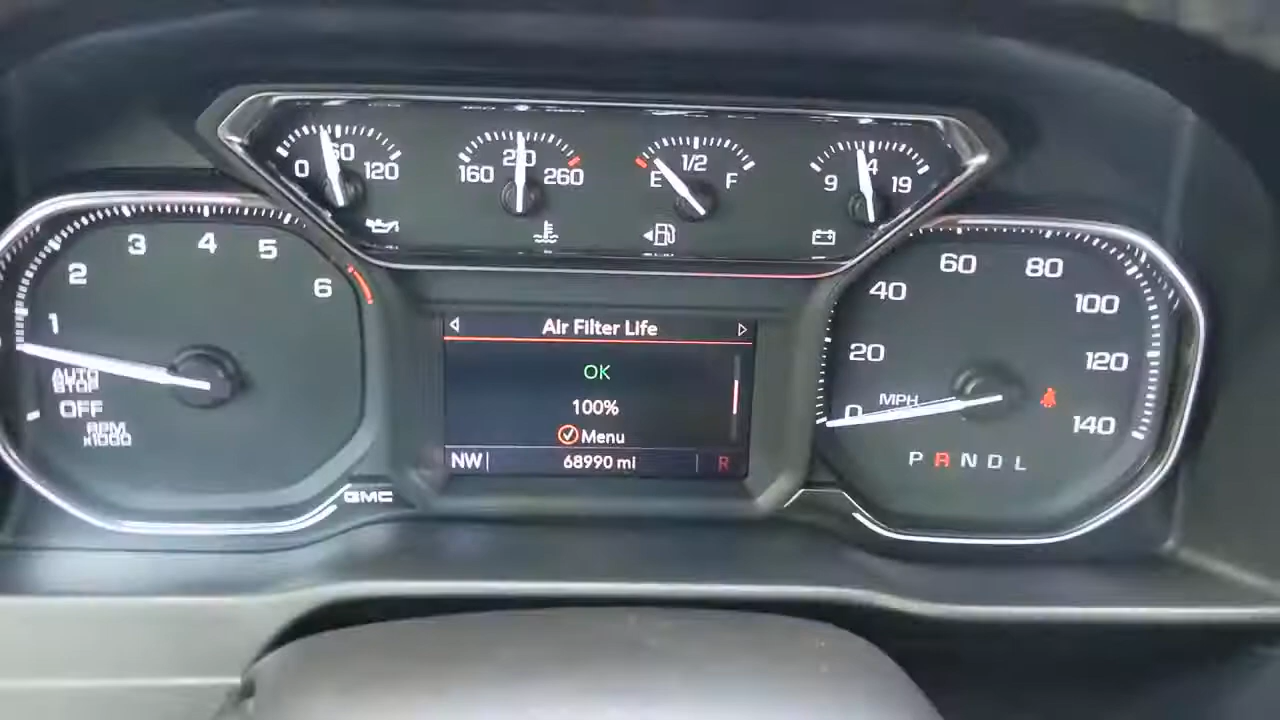 0 60 120
160 210 260
E 1/2 F
9 14 19
1 2 3 4 5 6
AUTO
STOP
OFF
RPM
x1000
GMC
Air Filter Life
OK
100%
Menu
NW 68990 mi R
0 20 40 60 80 100 120 140
MPH
P R N D L